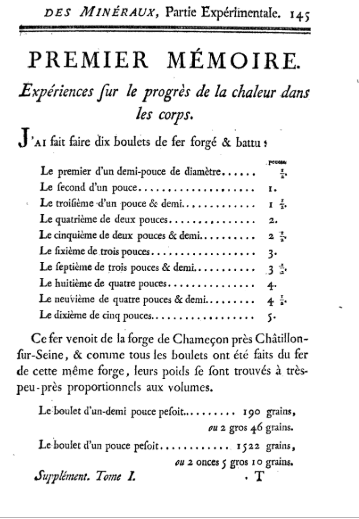 DES MINÉRAUX, Partie Expérimentale. 145
PREMIER MÉMOIRE.
Expériences ſur le progrès de la chaleur dans
les corps.
J'AI fait faire dix boulets de fer forgé & battu;
pouces.
Le premier d'un demi-pouce de diamètre...... ½.
Le ſecond d'un pouce.................... 1.
Le troiſième d'un pouce & demi............ 1 ½.
Le quatrième de deux pouces.............. 2.
Le cinquième de deux pouces & demi......... 2 ½.
Le ſixième de trois pouces................ 3.
Le ſeptième de trois pouces & demi......... 3 ½.
Le huitième de quatre pouces.............. 4.
Le neuvième de quatre pouces & demi........ 4 ½.
Le dixième de cinq pouces................ 5.
Ce fer venoit de la forge de Chameçon près Châtillon-
ſur-Seine, & comme tous les boulets ont été faits du fer
de cette même forge, leurs poids ſe ſont trouvés à très-
peu-près proportionnels aux volumes.
Le boulet d'un-demi pouce peſoit......... 190 grains,
ou 2 gros 46 grains.
Le boulet d'un pouce peſoit............ 1522 grains,
ou 2 onces 5 gros 10 grains.
Supplément. Tome I. . T